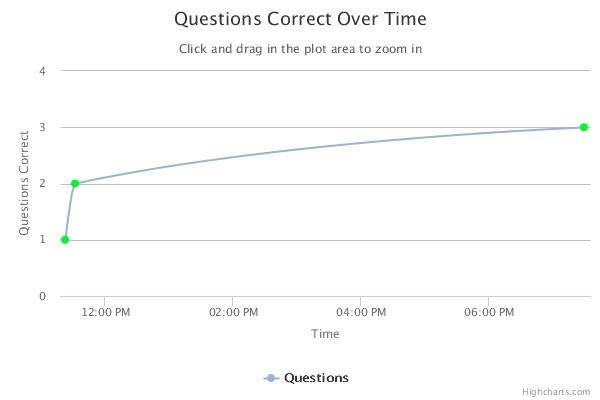 Questions Correct Over Time
Click and drag in the plot area to zoom in
Questions Correct
4
3
2
1
0
12:00 PM 02:00 PM 04:00 PM 06:00 PM
Time
Questions
Highcharts.com